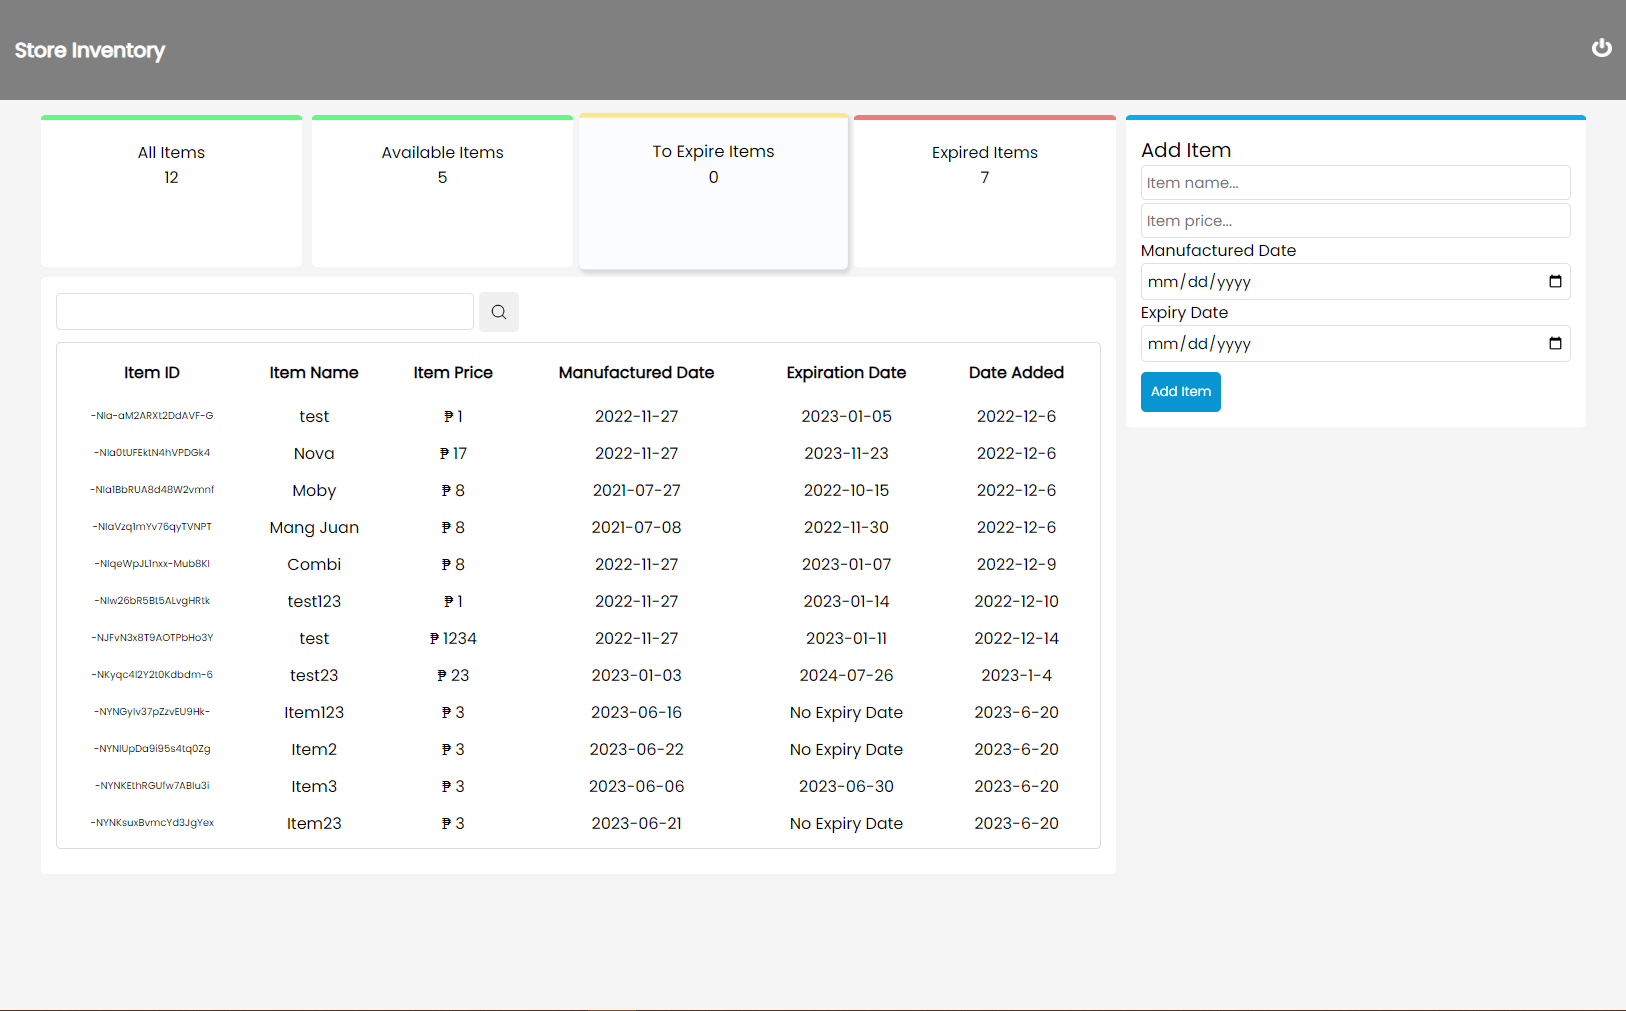 Store Inventory
All Items
12
Available Items
5
To Expire Items
0
Expired Items
7
Add Item
Item name...
Item price...
Manufactured Date
mm/dd/yyyy
Expiry Date
mm/dd/yyyy
Add Item
Item ID Item Name Item Price Manufactured Date Expiration Date Date Added
-NIa-aM2ARXt2DdAVF-G test ₱ 1 2022-11-27 2023-01-05 2022-12-6
-NIa0tUFEktN4hVPDGk4 Nova ₱ 17 2022-11-27 2023-11-23 2022-12-6
-NIa1BbRUA8d48W2vmnf Moby ₱ 8 2021-07-27 2022-10-15 2022-12-6
-NIaVzq1mYv76qyTVNPT Mang Juan ₱ 8 2021-07-08 2022-11-30 2022-12-6
-NIqeWpJL1nxx-Mub8KI Combi ₱ 8 2022-11-27 2023-01-07 2022-12-9
-NIw26bR5Bt5ALvgHRtk test123 ₱ 1 2022-11-27 2023-01-14 2022-12-10
-NJFvN3x8T9AOTPbHo3Y test ₱ 1234 2022-11-27 2023-01-11 2022-12-14
-NKyqc4l2Y2t0Kdbdm-6 test23 ₱ 23 2023-01-03 2024-07-26 2023-1-4
-NYNGylv37pZzvEU9Hk- Item123 ₱ 3 2023-06-16 No Expiry Date 2023-6-20
-NYNIUpDa9i95s4tq0Zg Item2 ₱ 3 2023-06-22 No Expiry Date 2023-6-20
-NYNKEthRGUfw7ABIu3i Item3 ₱ 3 2023-06-06 2023-06-30 2023-6-20
-NYNKsuxBvmcYd3JgYex Item23 ₱ 3 2023-06-21 No Expiry Date 2023-6-20